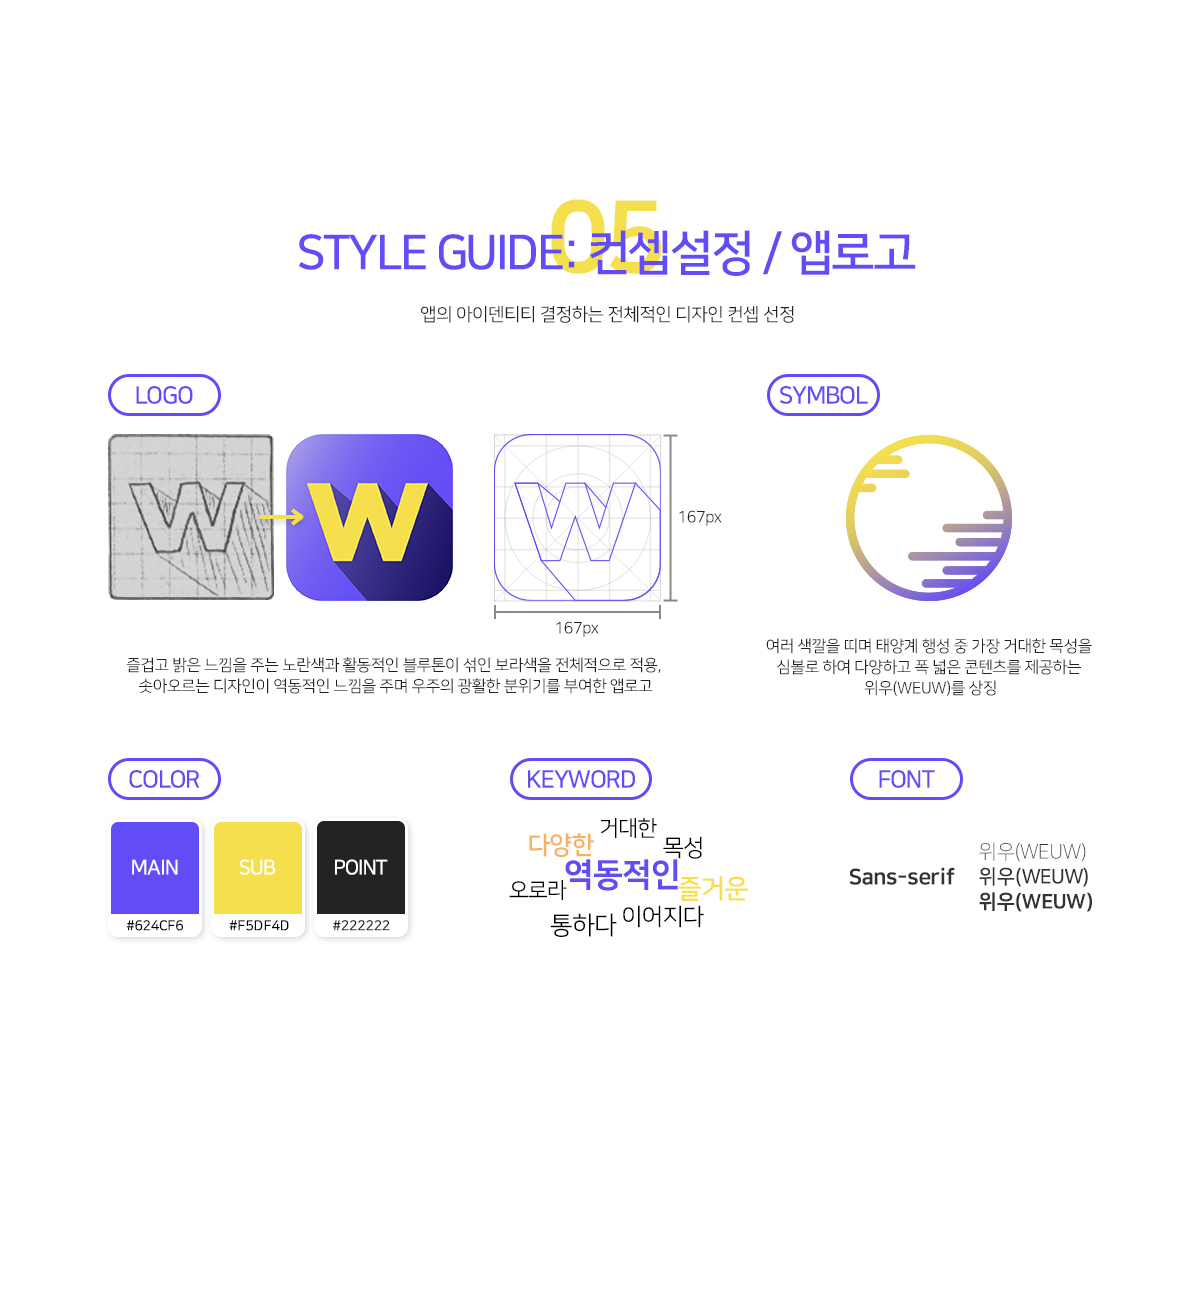 05
STYLE GUIDE: 컨셉설정 / 앱로고
앱의 아이덴티티 결정하는 전체적인 디자인 컨셉 선정
LOGO
W
W
W
167px
167px
즐겁고 밝은 느낌을 주는 노란색과 활동적인 블루톤이 섞인 보라색을 전체적으로 적용,
솟아오르는 디자인이 역동적인 느낌을 주며 우주의 광활한 분위기를 부여한 앱로고
SYMBOL
여러 색깔을 띠며 태양계 행성 중 가장 거대한 목성을
심볼로 하여 다양하고 폭 넓은 콘텐츠를 제공하는
위우(WEUW)를 상징
COLOR
MAIN
#624CF6
SUB
#F5DF4D
POINT
#222222
KEYWORD
거대한
다양한
목성
역동적인
오로라
즐거운
통하다
이어지다
FONT
Sans-serif
위우(WEUW)
위우(WEUW)
위우(WEUW)